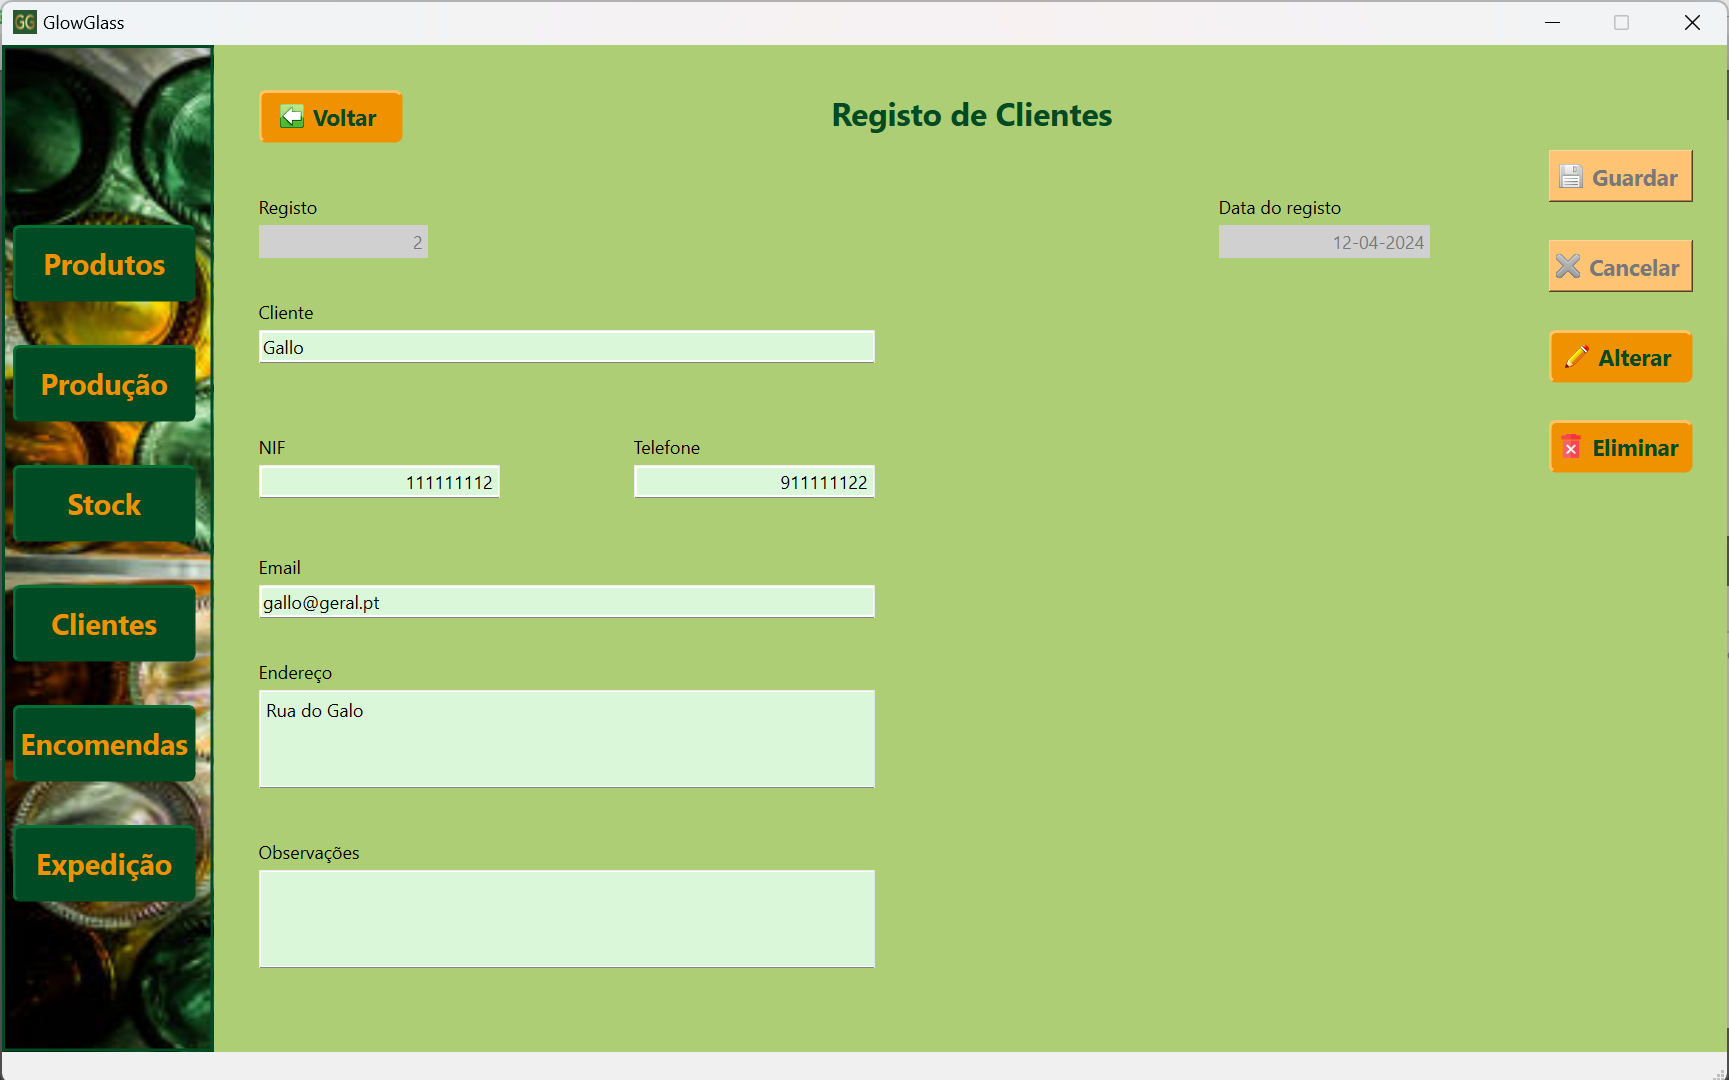 GG GlowGlass
Voltar
Registo de Clientes
Guardar
Cancelar
Alterar
Eliminar
Registo
2
Data do registo
12-04-2024
Cliente
Gallo
NIF
111111112
Telefone
911111122
Email
gallo@geral.pt
Endereço
Rua do Galo
Observações
Produtos
Produção
Stock
Clientes
Encomendas
Expedição